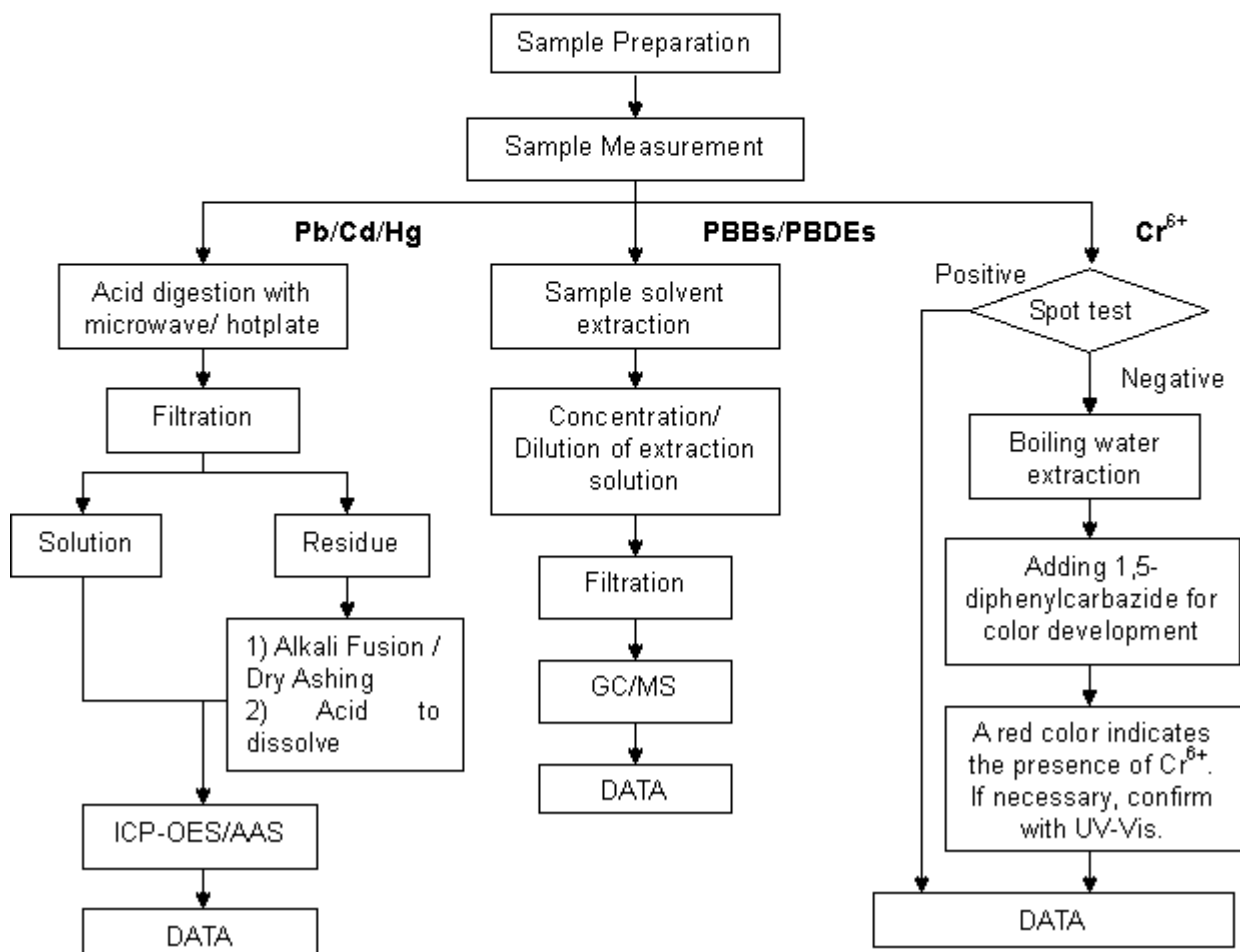 Sample Preparation
Sample Measurement
Pb/Cd/Hg
PBBs/PBDEs
Cr⁶⁺
Acid digestion with
microwave/ hotplate
Filtration
Solution
Residue
1) Alkali Fusion /
Dry Ashing
2) Acid to
dissolve
ICP-OES/AAS
DATA
Sample solvent
extraction
Concentration/
Dilution of extraction
solution
Filtration
GC/MS
DATA
Positive
Spot test
Negative
Boiling water
extraction
Adding 1,5-
diphenylcarbazide for
color development
A red color indicates
the presence of Cr⁶⁺.
If necessary, confirm
with UV-Vis.
DATA